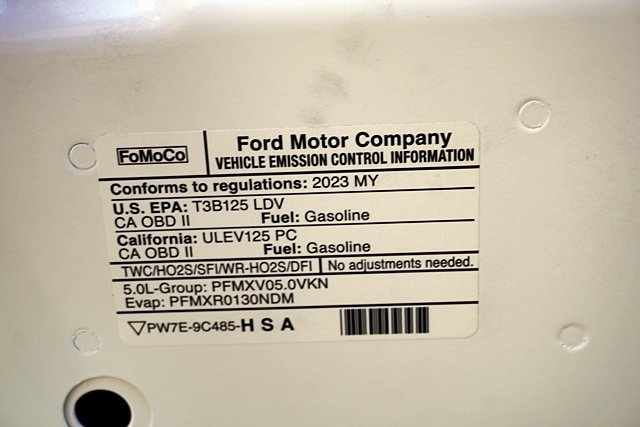 FoMoCo
Ford Motor Company
VEHICLE EMISSION CONTROL INFORMATION
Conforms to regulations: 2023 MY
U.S. EPA: T3B125 LDV
CA OBD II Fuel: Gasoline
California: ULEV125 PC
CA OBD II Fuel: Gasoline
TWC/HO2S/SFI/WR-HO2S/DFI No adjustments needed.
5.0L-Group: PFMXV05.0VKN
Evap: PFMXR0130NDM
▽PW7E-9C485-H S A